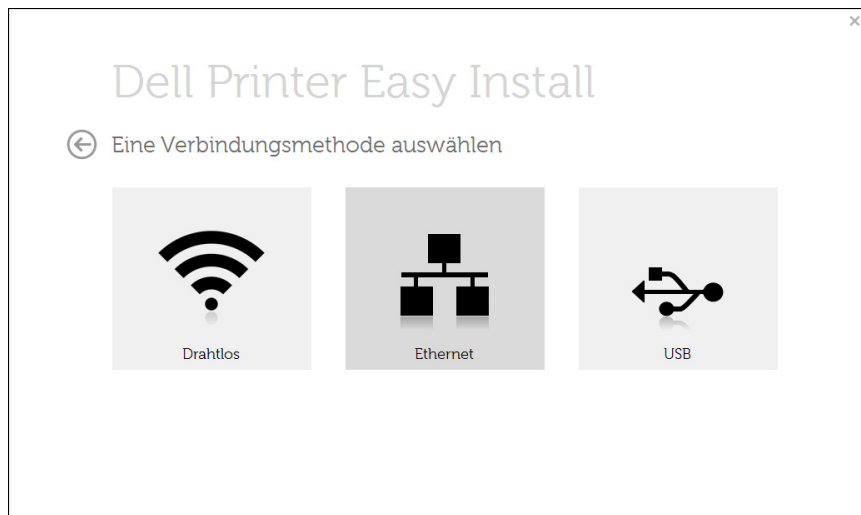 Dell Printer Easy Install
Eine Verbindungsmethode auswählen
Drahtlos
Ethernet
USB